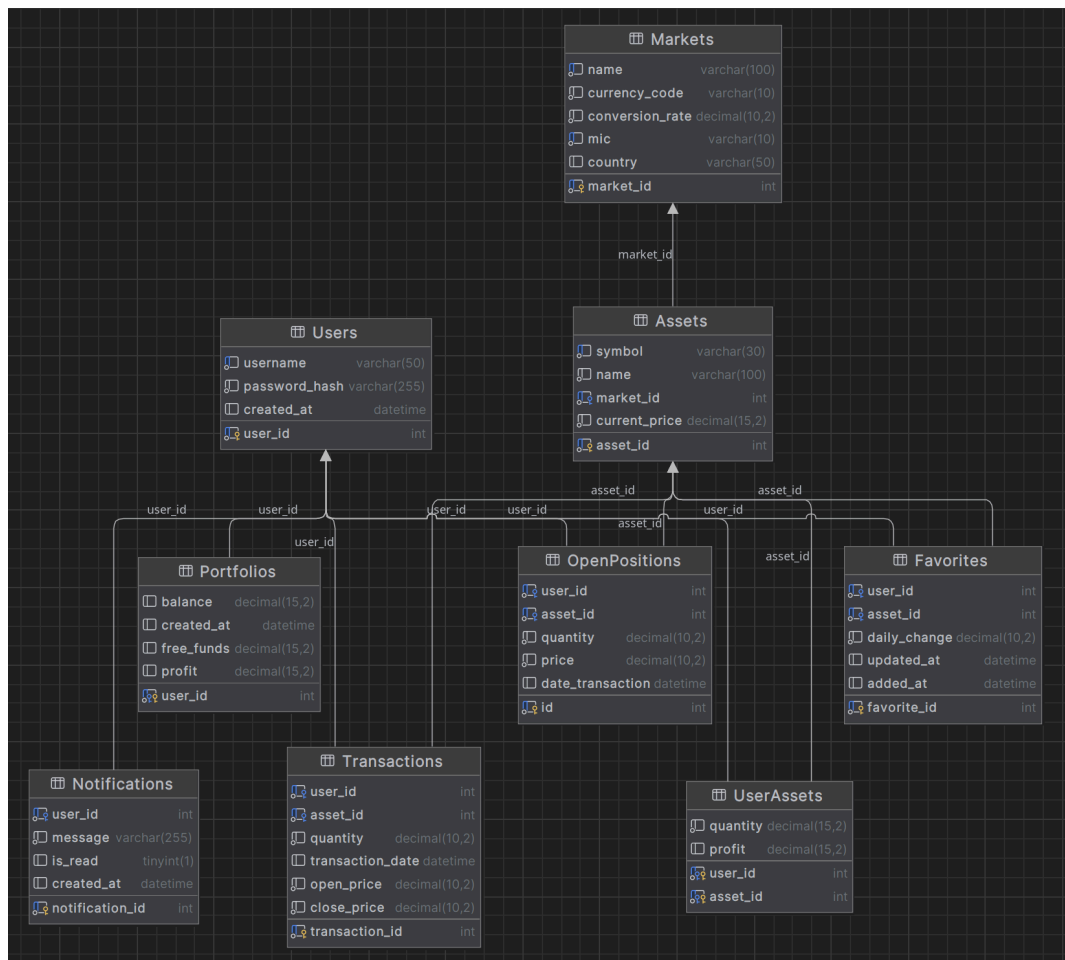 Markets
name varchar(100)
currency_code varchar(10)
conversion_rate decimal(10,2)
mic varchar(10)
country varchar(50)
market_id int
market_id
Users
username varchar(50)
password_hash varchar(255)
created_at datetime
user_id int
Assets
symbol varchar(30)
name varchar(100)
market_id int
current_price decimal(15,2)
asset_id int
asset_id
asset_id
user_id
user_id
user_id
user_id
user_id
asset_id
user_id
asset_id
Portfolios
balance decimal(15,2)
created_at datetime
free_funds decimal(15,2)
profit decimal(15,2)
user_id int
OpenPositions
user_id int
asset_id int
quantity decimal(10,2)
price decimal(10,2)
date_transaction datetime
id int
Favorites
user_id int
asset_id int
daily_change decimal(10,2)
updated_at datetime
added_at datetime
favorite_id int
Notifications
user_id int
message varchar(255)
is_read tinyint(1)
created_at datetime
notification_id int
Transactions
user_id int
asset_id int
quantity decimal(10,2)
transaction_date datetime
open_price decimal(10,2)
close_price decimal(10,2)
transaction_id int
UserAssets
quantity decimal(15,2)
profit decimal(15,2)
user_id int
asset_id int